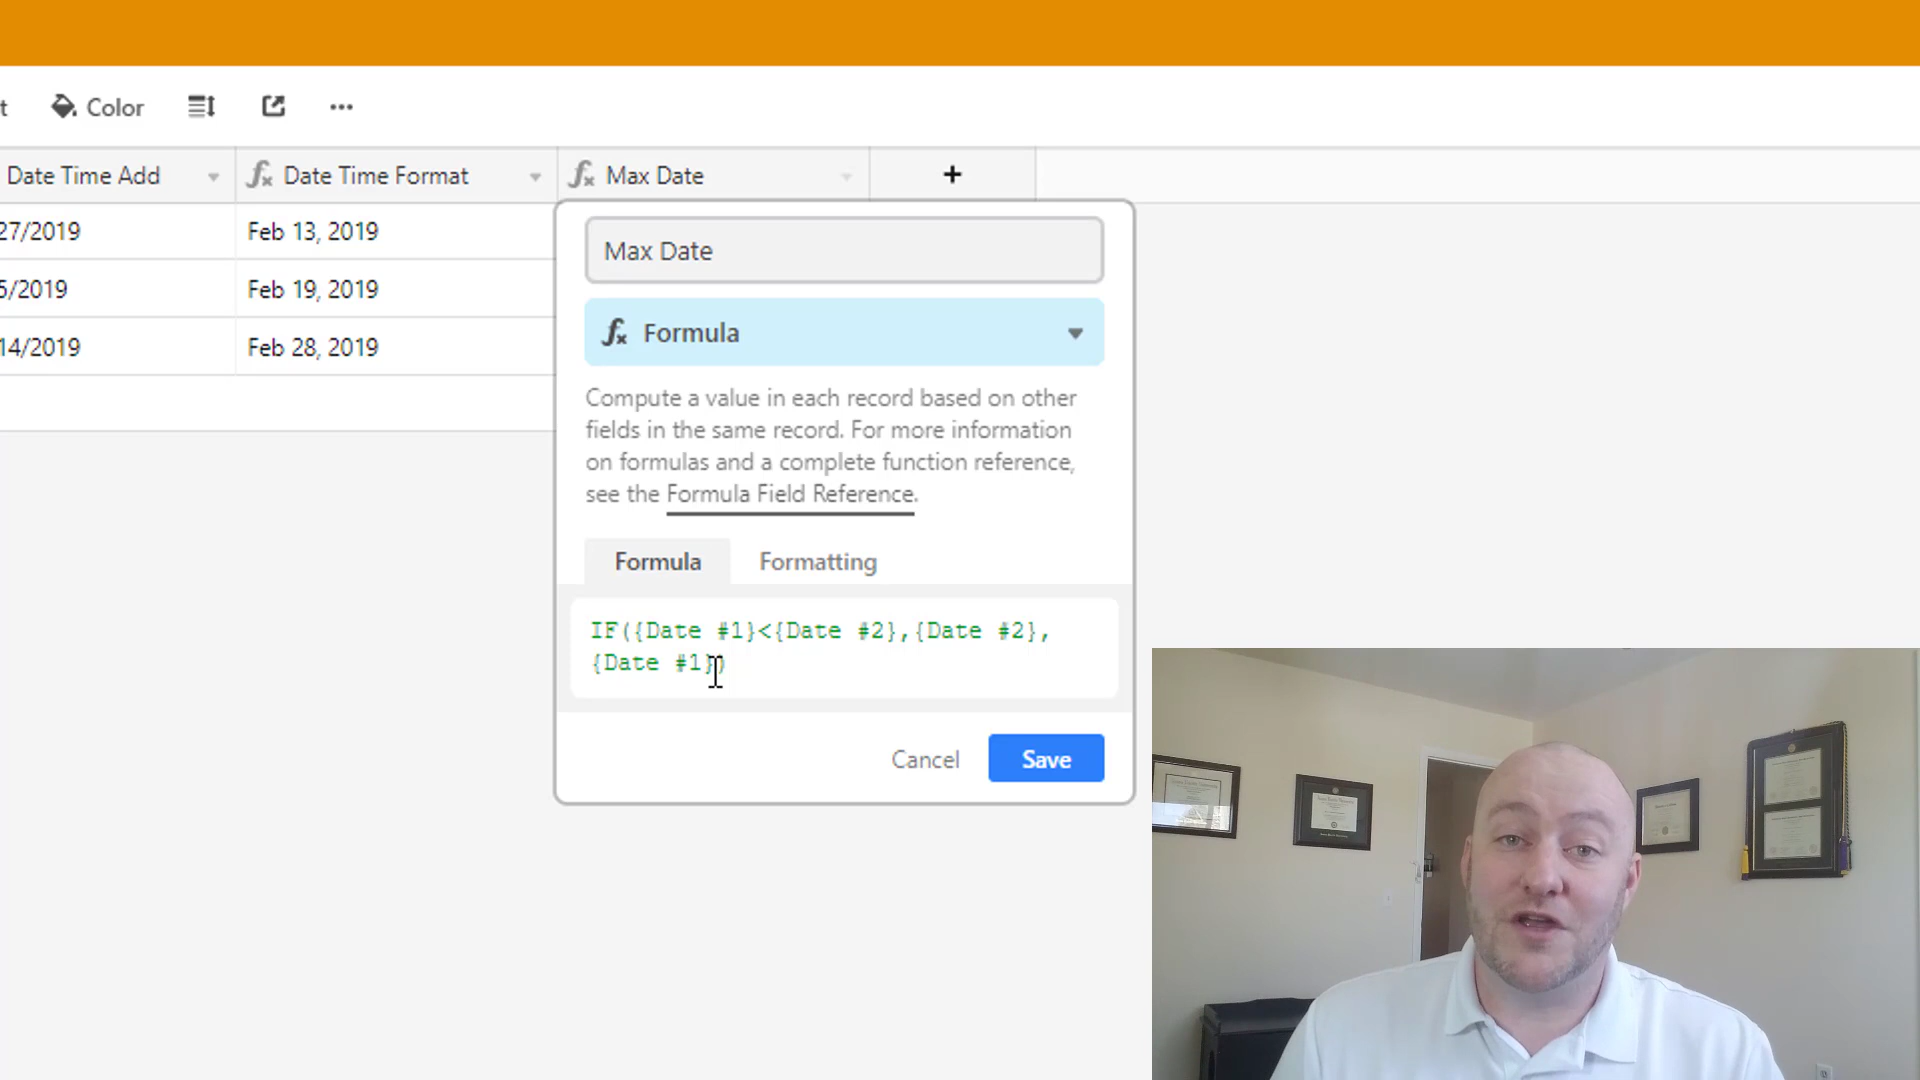 t Color
Date Time Add Date Time Format Max Date +
27/2019 Feb 13, 2019
5/2019 Feb 19, 2019
14/2019 Feb 28, 2019
Max Date
Formula
Compute a value in each record based on other
fields in the same record. For more information
on formulas and a complete function reference,
see the Formula Field Reference.
Formula Formatting
IF({Date #1}<{Date #2},{Date #2},
{Date #1})
Cancel Save